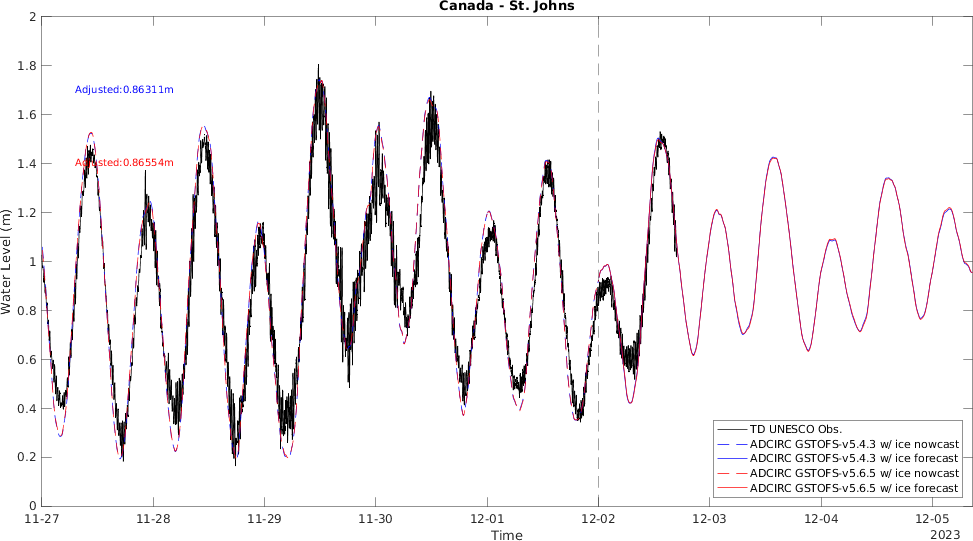 Canada - St. Johns
2
1.8
Adjusted:0.86311m
1.6
Adjusted:0.86554m
1.4
1.2
Water Level (m)
1
0.8
0.6
0.4
0.2
0
TD UNESCO Obs.
ADCIRC GSTOFS-v5.4.3 w/ ice nowcast
ADCIRC GSTOFS-v5.4.3 w/ ice forecast
ADCIRC GSTOFS-v5.6.5 w/ ice nowcast
ADCIRC GSTOFS-v5.6.5 w/ ice forecast
11-27 11-28 11-29 11-30 12-01 12-02 12-03 12-04 12-05
Time 2023